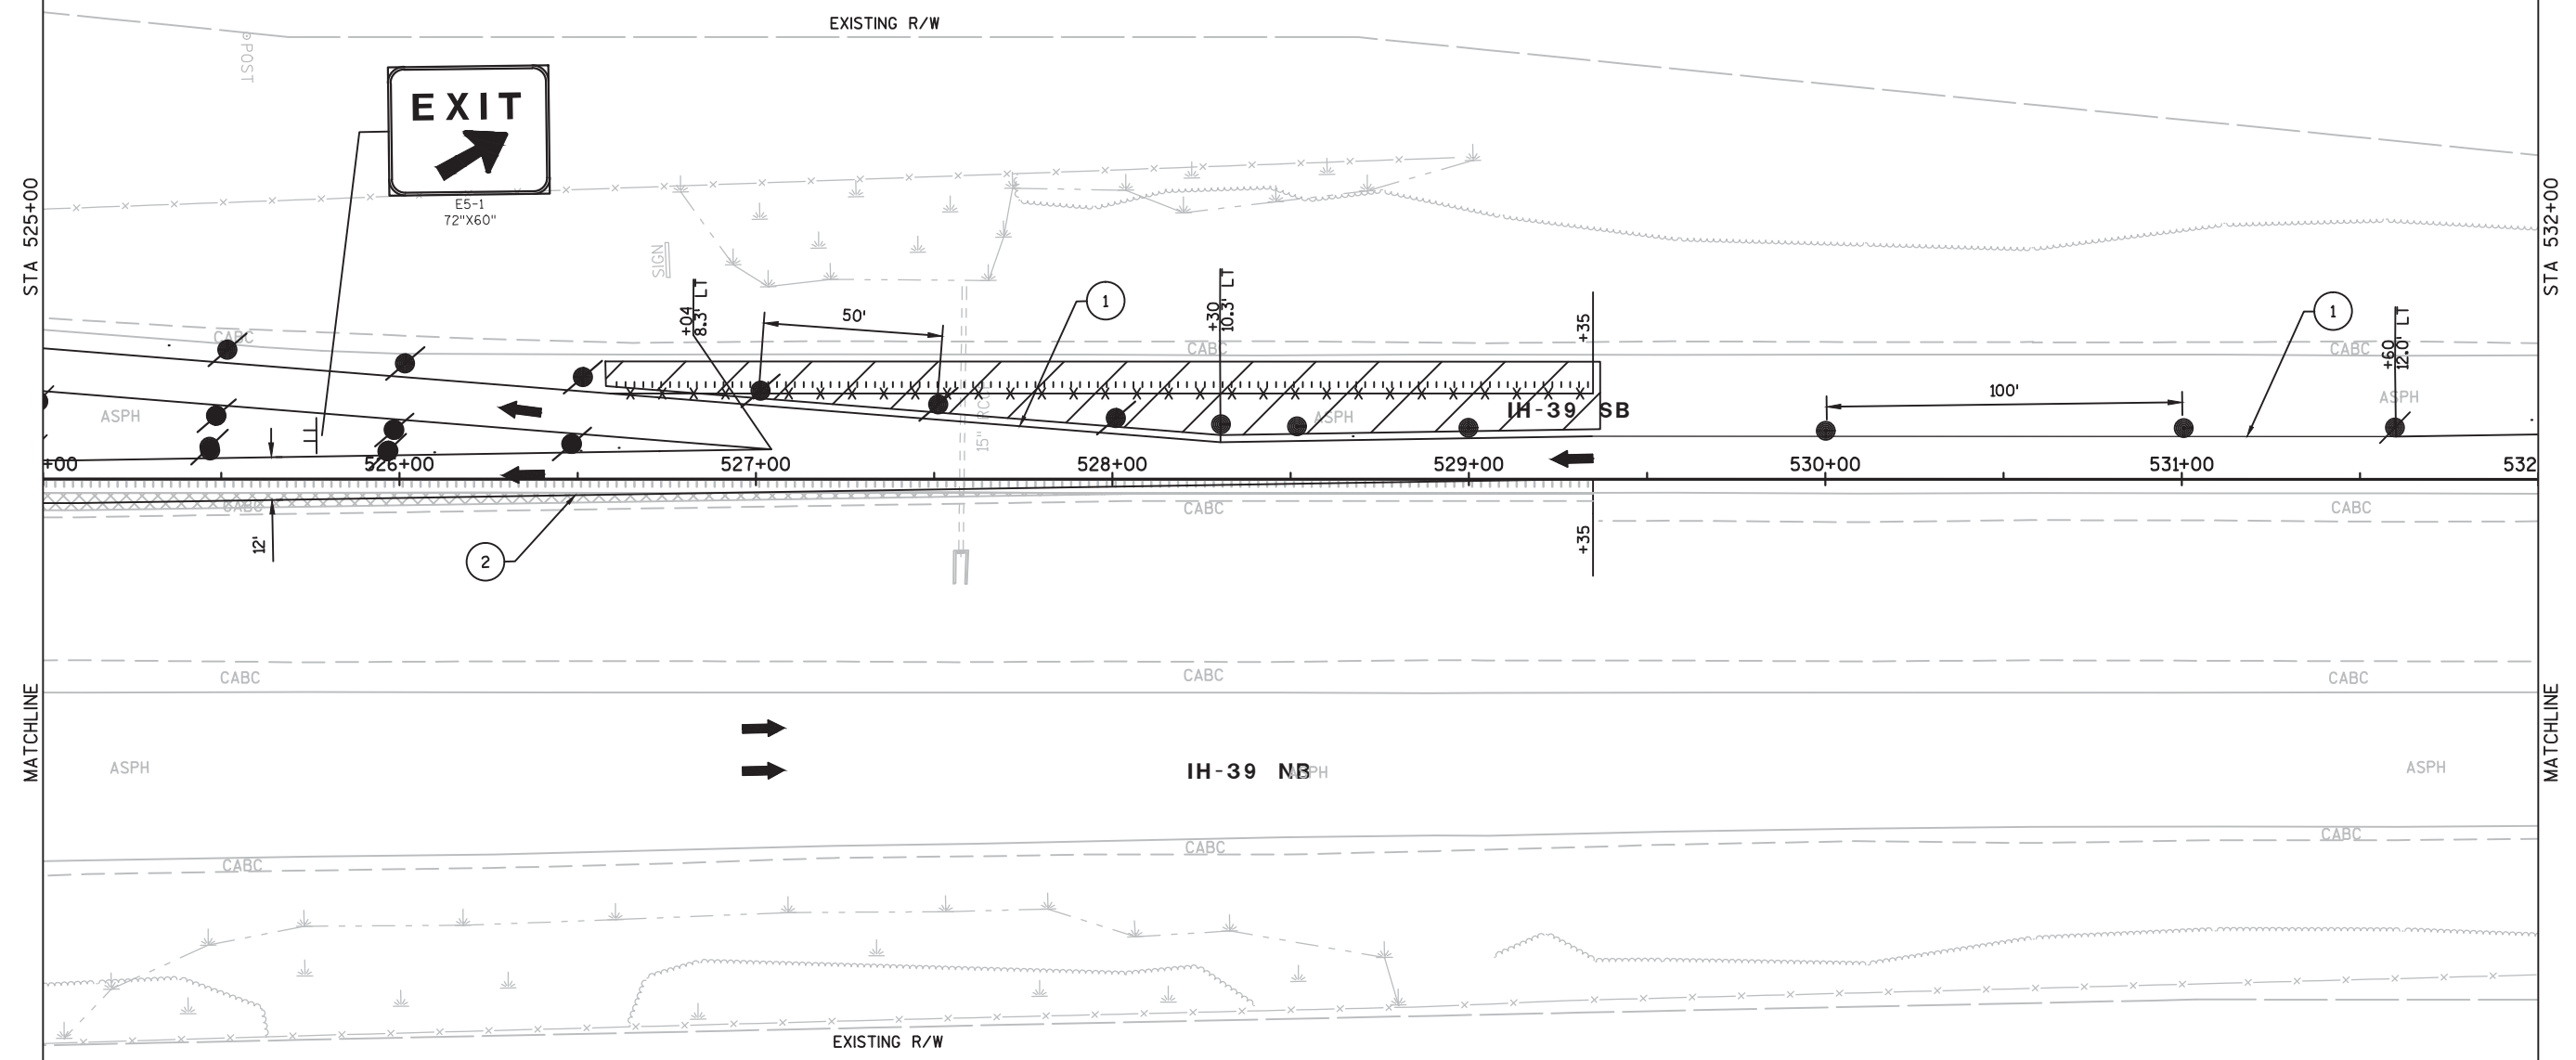 EXISTING R/W
POST
EXIT
E5-1
72"X60"
STA 525+00
STA 532+00
SIGN
+04
8.3' LT
50'
1
+30
10.3' LT
+35
1
+60
12.0' LT
CABC
CABC
CABC
100'
ASPH
ASPH
ASPH
IH-39 SB
15"
+00
526+00
527+00
528+00
529+00
530+00
531+00
532
CABC
CABC
CABC
12'
2
+35
CABC
CABC
CABC
MATCHLINE
MATCHLINE
ASPH
IH-39 NB
ASPH
ASPH
CABC
CABC
CABC
EXISTING R/W